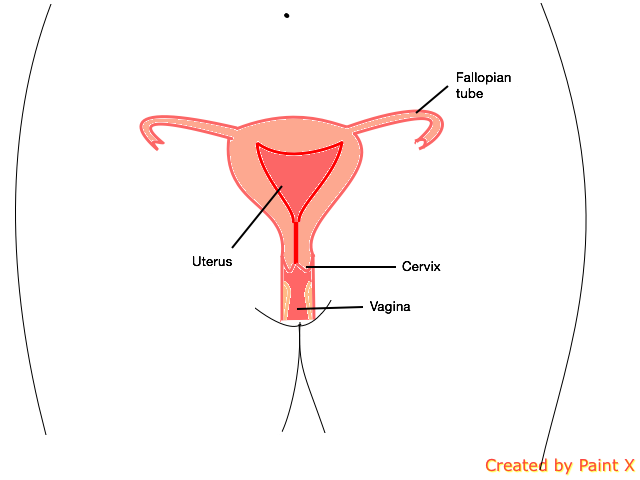 Fallopian
tube
Uterus
Cervix
Vagina
Created by Paint X